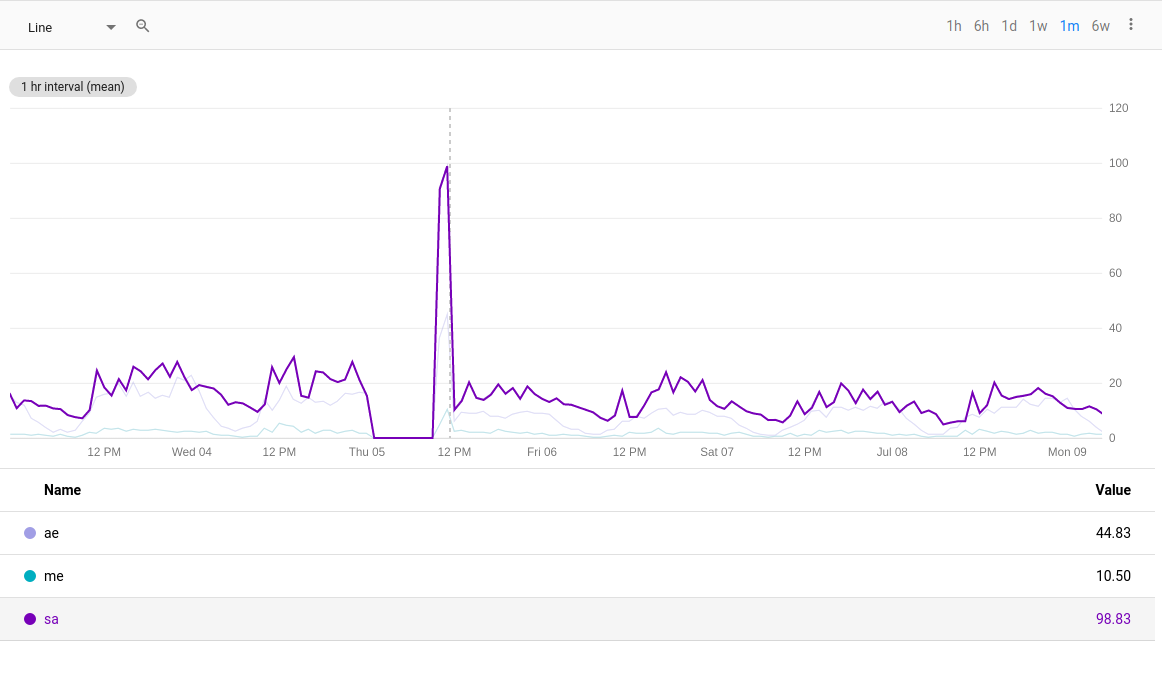 Line 1h 6h 1d 1w 1m 6w
1 hr interval (mean)
120
100
80
60
40
20
0
12 PM Wed 04 12 PM Thu 05 12 PM Fri 06 12 PM Sat 07 12 PM Jul 08 12 PM Mon 09
Name Value
ae 44.83
me 10.50
sa 98.83